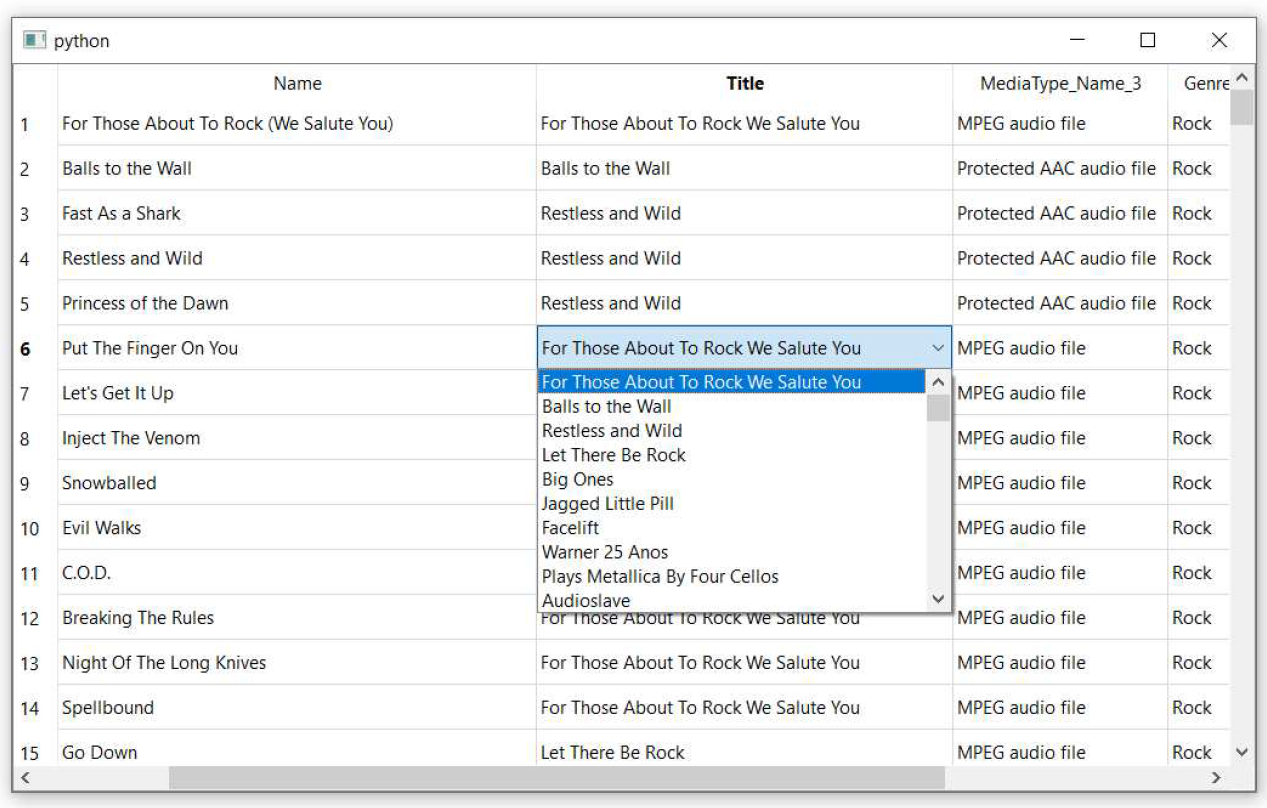 python
Name Title MediaType_Name_3 Genre
1 For Those About To Rock (We Salute You) For Those About To Rock We Salute You MPEG audio file Rock
2 Balls to the Wall Balls to the Wall Protected AAC audio file Rock
3 Fast As a Shark Restless and Wild Protected AAC audio file Rock
4 Restless and Wild Restless and Wild Protected AAC audio file Rock
5 Princess of the Dawn Restless and Wild Protected AAC audio file Rock
6 Put The Finger On You For Those About To Rock We Salute You MPEG audio file Rock
For Those About To Rock We Salute You
7 Let's Get It Up MPEG audio file Rock
Balls to the Wall
Restless and Wild
8 Inject The Venom MPEG audio file Rock
Let There Be Rock
Big Ones
9 Snowballed MPEG audio file Rock
Jagged Little Pill
10 Evil Walks Facelift MPEG audio file Rock
Warner 25 Anos
11 C.O.D. Plays Metallica By Four Cellos MPEG audio file Rock
Audioslave
12 Breaking The Rules For Those About To Rock We Salute You MPEG audio file Rock
13 Night Of The Long Knives For Those About To Rock We Salute You MPEG audio file Rock
14 Spellbound For Those About To Rock We Salute You MPEG audio file Rock
15 Go Down Let There Be Rock MPEG audio file Rock